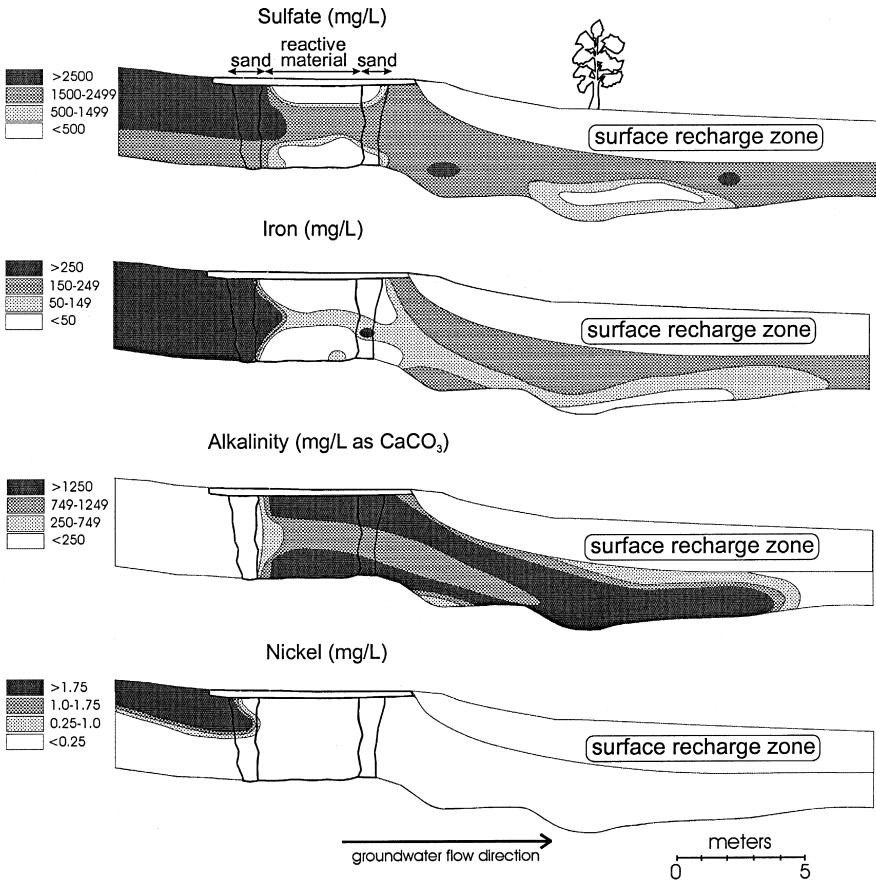 Sulfate (mg/L)
sand
reactive
material
sand
>2500
1500-2499
500-1499
<500
surface recharge zone
Iron (mg/L)
>250
150-249
50-149
<50
surface recharge zone
Alkalinity (mg/L as CaCO₃)
>1250
749-1249
250-749
<250
surface recharge zone
Nickel (mg/L)
>1.75
1.0-1.75
0.25-1.0
<0.25
surface recharge zone
groundwater flow direction
meters
0 5